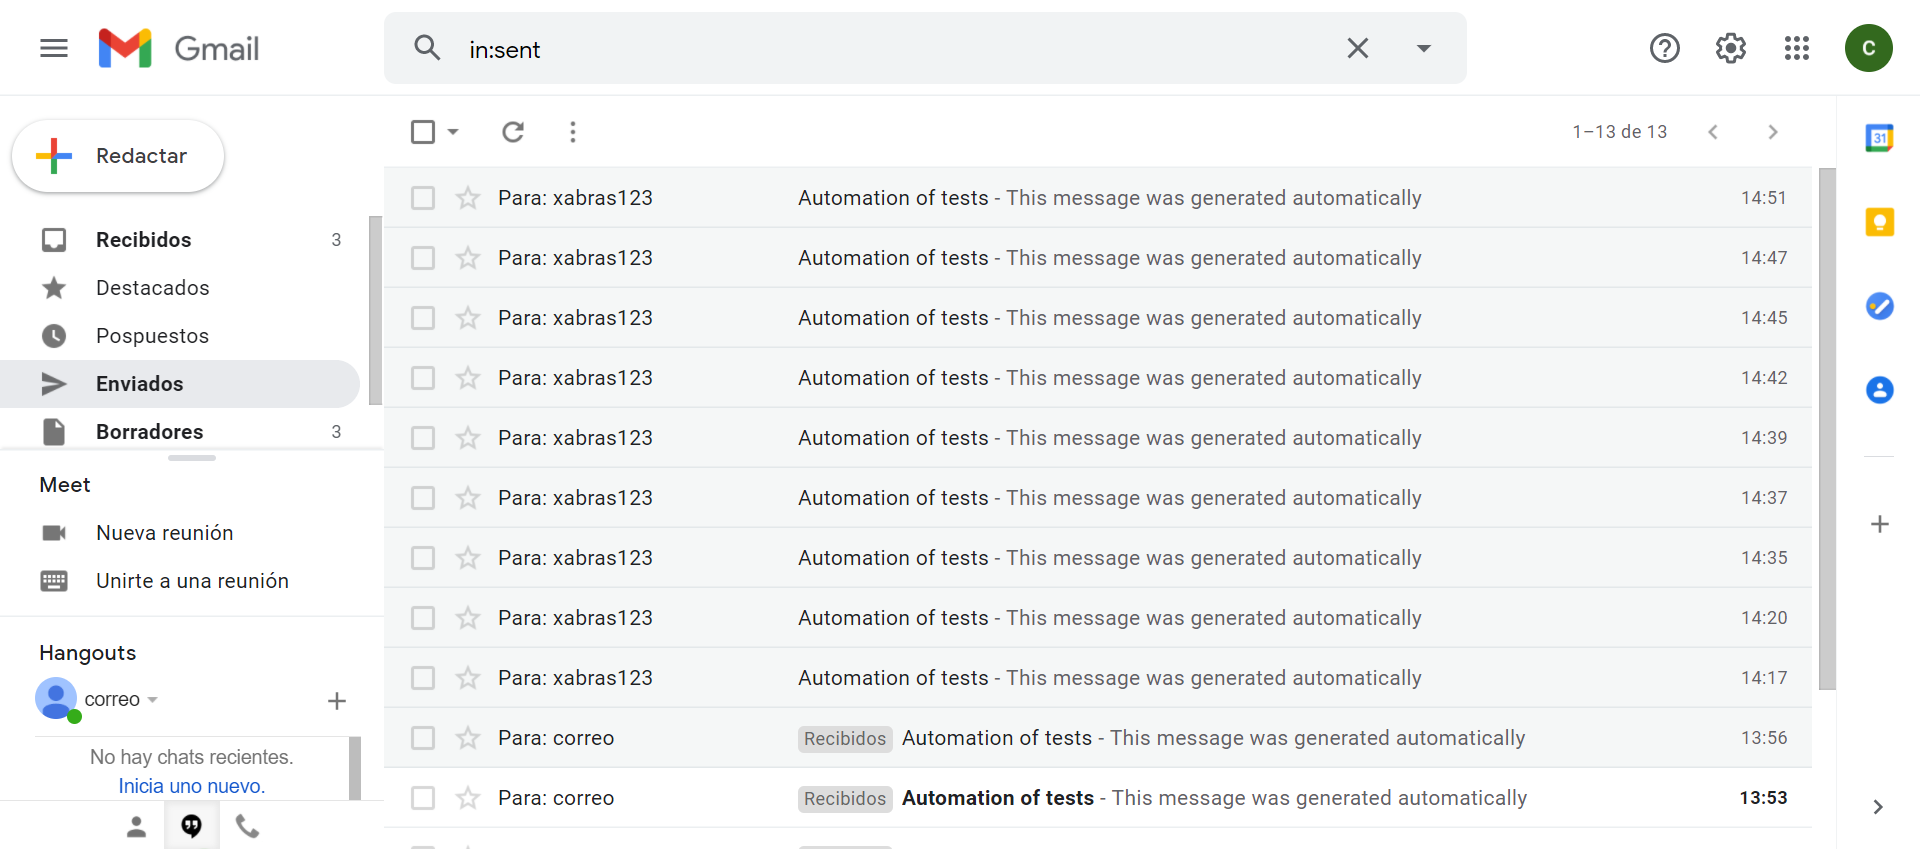 Gmail
in:sent
C
Redactar
1–13 de 13
31
Recibidos 3
Destacados
Pospuestos
Enviados
Borradores 3
Meet
Nueva reunión
Unirte a una reunión
Hangouts
correo
No hay chats recientes.
Inicia uno nuevo.
Para: xabras123 Automation of tests - This message was generated automatically 14:51
Para: xabras123 Automation of tests - This message was generated automatically 14:47
Para: xabras123 Automation of tests - This message was generated automatically 14:45
Para: xabras123 Automation of tests - This message was generated automatically 14:42
Para: xabras123 Automation of tests - This message was generated automatically 14:39
Para: xabras123 Automation of tests - This message was generated automatically 14:37
Para: xabras123 Automation of tests - This message was generated automatically 14:35
Para: xabras123 Automation of tests - This message was generated automatically 14:20
Para: xabras123 Automation of tests - This message was generated automatically 14:17
Para: correo Recibidos Automation of tests - This message was generated automatically 13:56
Para: correo Recibidos Automation of tests - This message was generated automatically 13:53